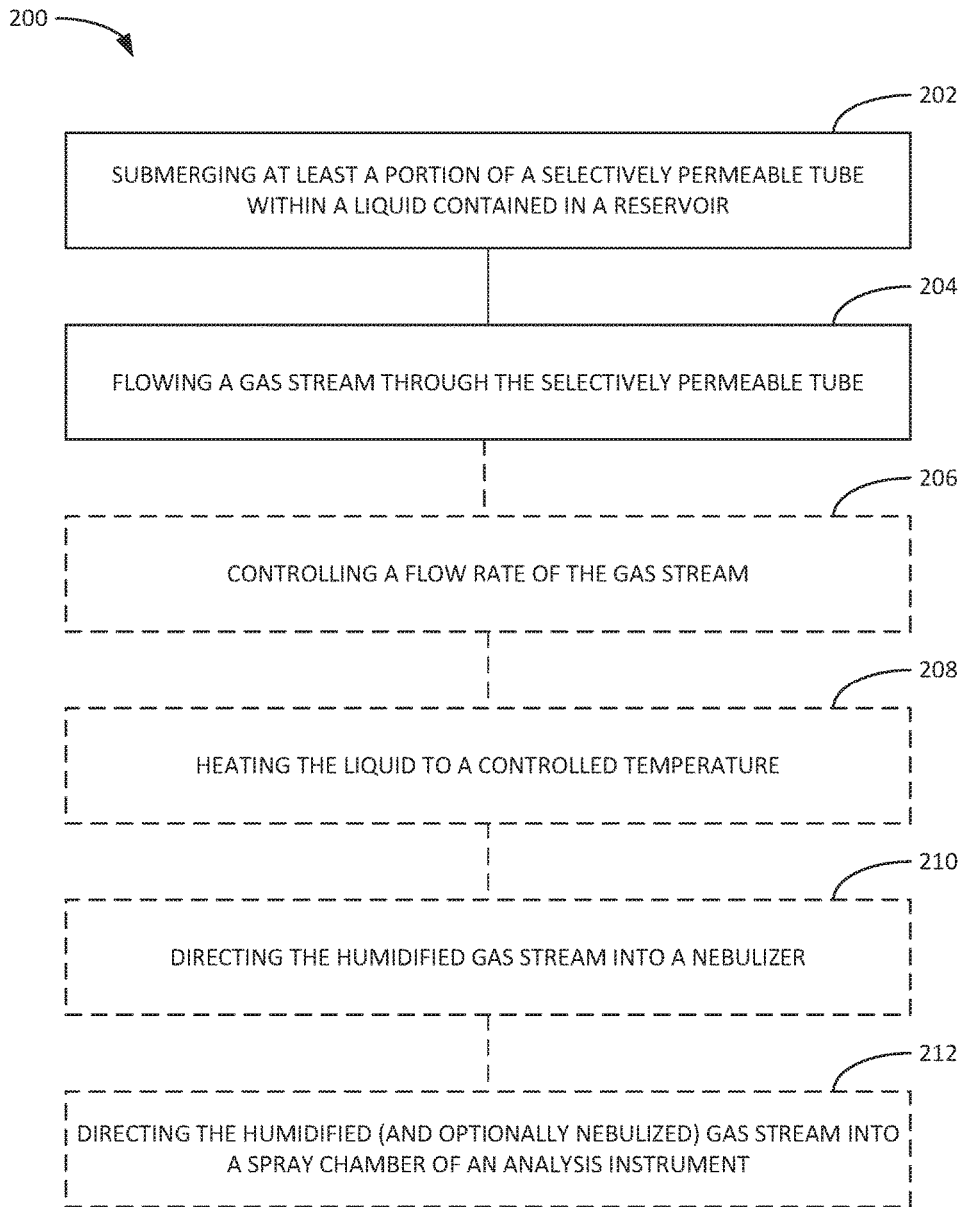 200
202
SUBMERGING AT LEAST A PORTION OF A SELECTIVELY PERMEABLE TUBE
WITHIN A LIQUID CONTAINED IN A RESERVOIR
204
FLOWING A GAS STREAM THROUGH THE SELECTIVELY PERMEABLE TUBE
206
CONTROLLING A FLOW RATE OF THE GAS STREAM
208
HEATING THE LIQUID TO A CONTROLLED TEMPERATURE
210
DIRECTING THE HUMIDIFIED GAS STREAM INTO A NEBULIZER
212
DIRECTING THE HUMIDIFIED (AND OPTIONALLY NEBULIZED) GAS STREAM INTO
A SPRAY CHAMBER OF AN ANALYSIS INSTRUMENT